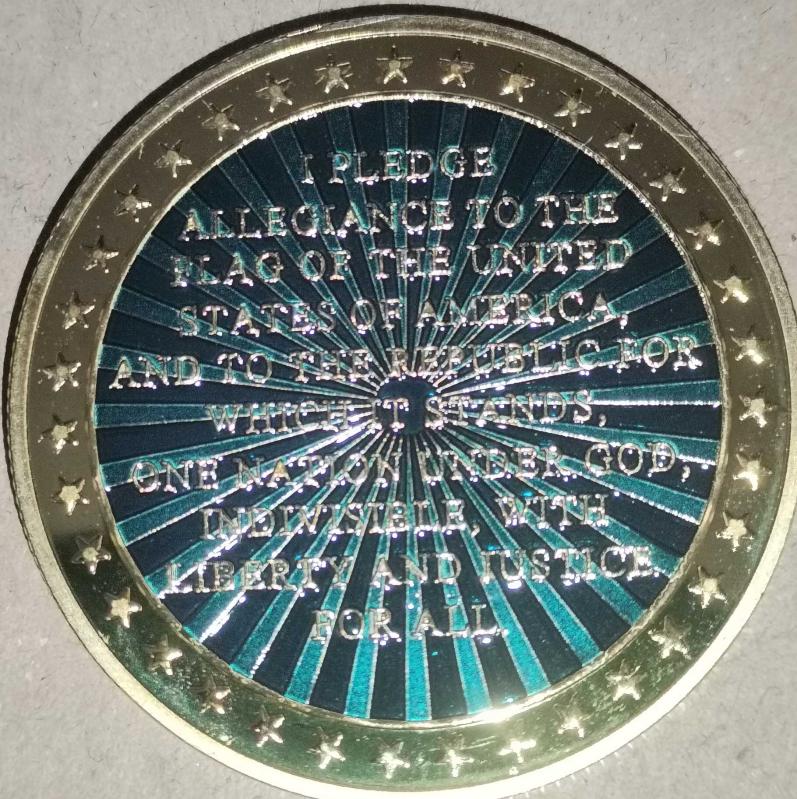 I PLEDGE
ALLEGIANCE TO THE
FLAG OF THE UNITED
STATES OF AMERICA,
AND TO THE REPUBLIC FOR
WHICH IT STANDS,
ONE NATION UNDER GOD,
INDIVISIBLE, WITH
LIBERTY AND JUSTICE
FOR ALL.